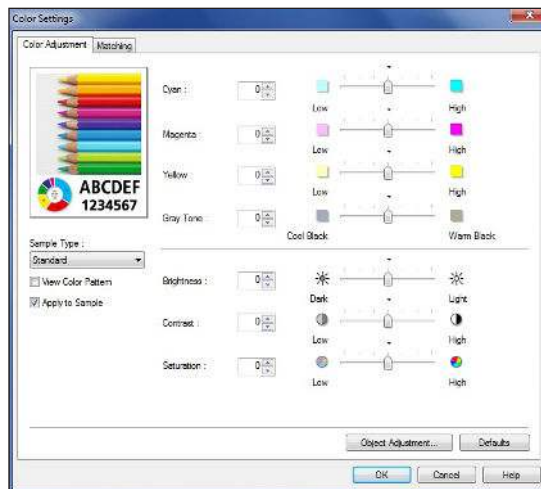 Color Settings
Color Adjustment Matching
ABCDEF
1234567
Sample Type :
Standard
View Color Pattern
Apply to Sample
Cyan : 0
Low High
Magenta : 0
Low High
Yellow 0
Low High
Gray Tone : 0
Cool Black Warm Black
Brightness : 0
Dark Light
Contrast : 0
Low High
Saturation : 0
Low High
Object Adjustment... Defaults
OK Cancel Help